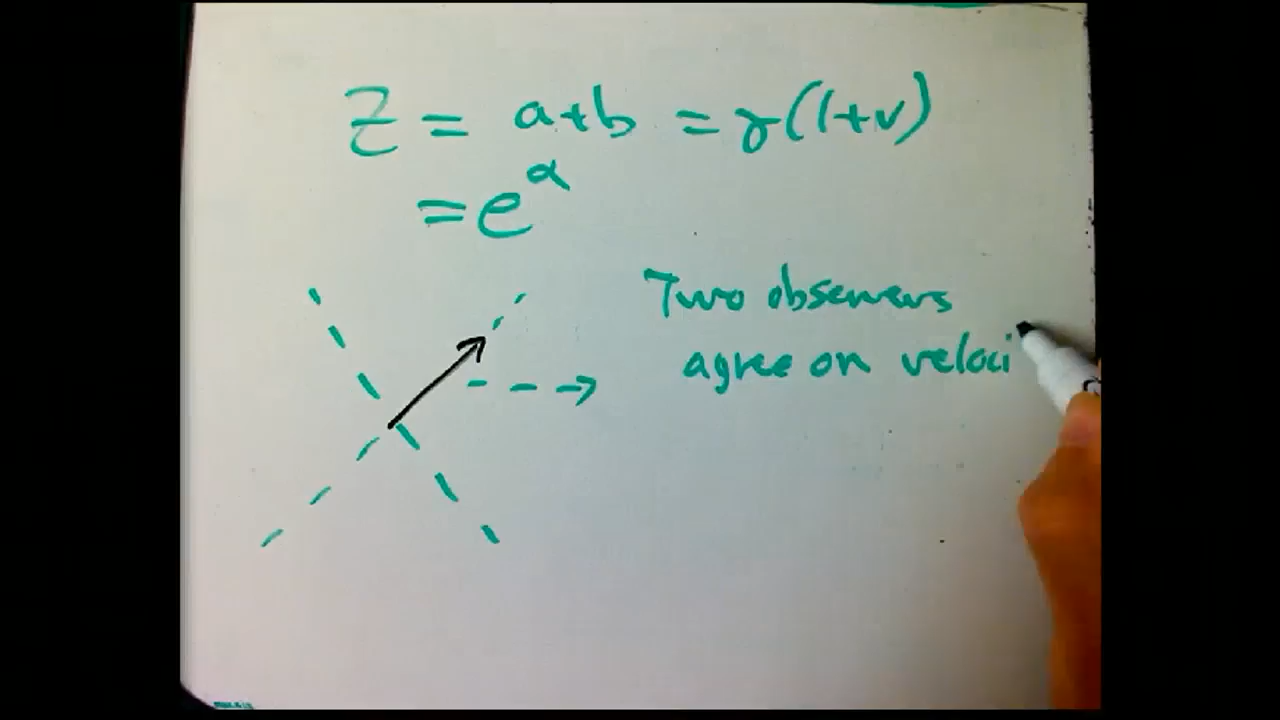 z = a+b = γ(1+v)
= e^α
Two observers
agree on veloci